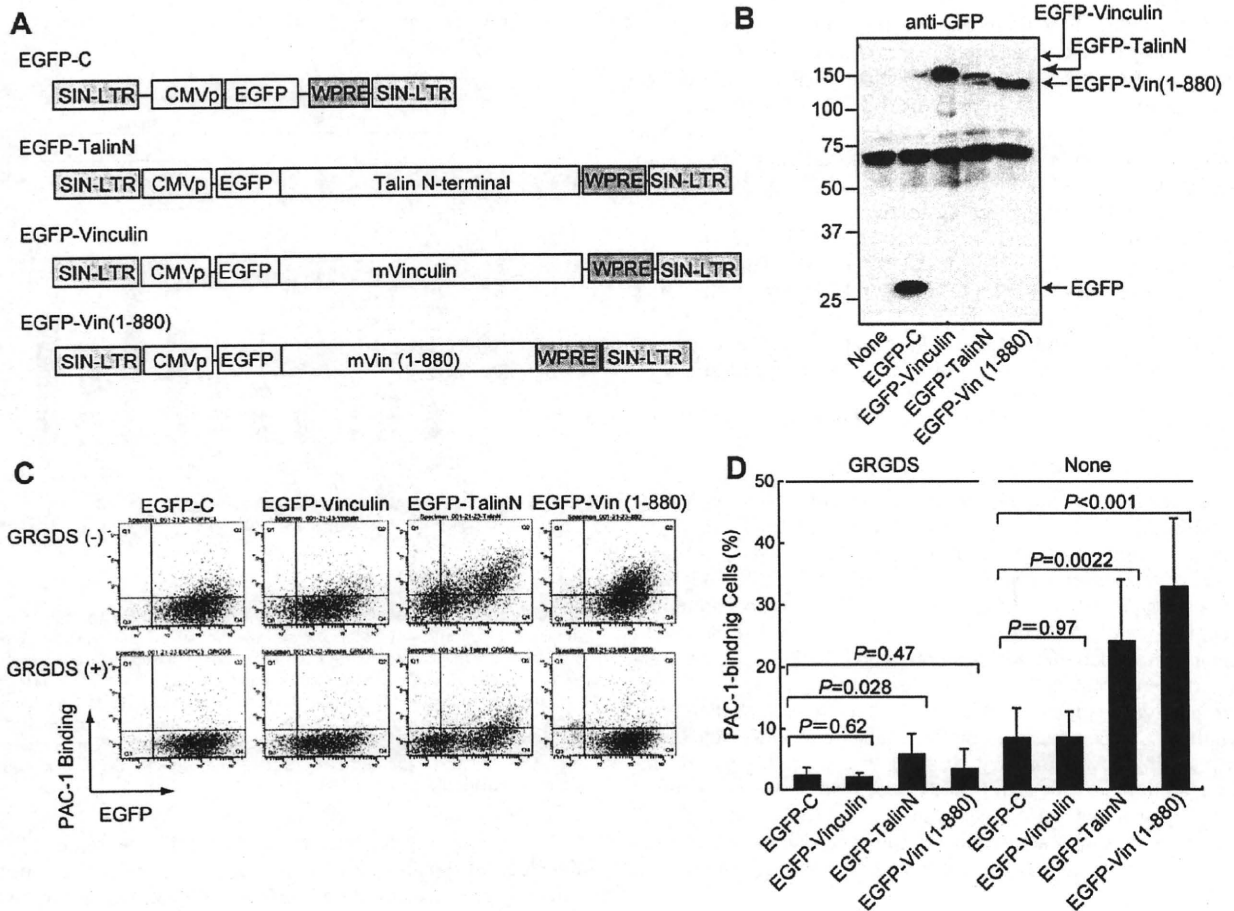 A
EGFP-C
SIN-LTR CMVp EGFP WPRE SIN-LTR
EGFP-TalinN
SIN-LTR CMVp EGFP Talin N-terminal WPRE SIN-LTR
EGFP-Vinculin
SIN-LTR CMVp EGFP mVinculin WPRE SIN-LTR
EGFP-Vin(1-880)
SIN-LTR CMVp EGFP mVin (1-880) WPRE SIN-LTR
B
anti-GFP
EGFP-Vinculin
EGFP-TalinN
EGFP-Vin(1-880)
150
100
75
50
37
25
EGFP
None
EGFP-C
EGFP-Vinculin
EGFP-TalinN
EGFP-Vin (1-880)
C
EGFP-C EGFP-Vinculin EGFP-TalinN EGFP-Vin (1-880)
GRGDS (-)
GRGDS (+)
PAC-1 Binding
EGFP
D
GRGDS None
PAC-1-bindnig Cells (%)
50
40
30
20
10
0
P=0.62
P=0.028
P=0.47
P=0.97
P=0.0022
P<0.001
EGFP-C
EGFP-Vinculin
EGFP-TalinN
EGFP-Vin (1-880)
EGFP-C
EGFP-Vinculin
EGFP-TalinN
EGFP-Vin (1-880)